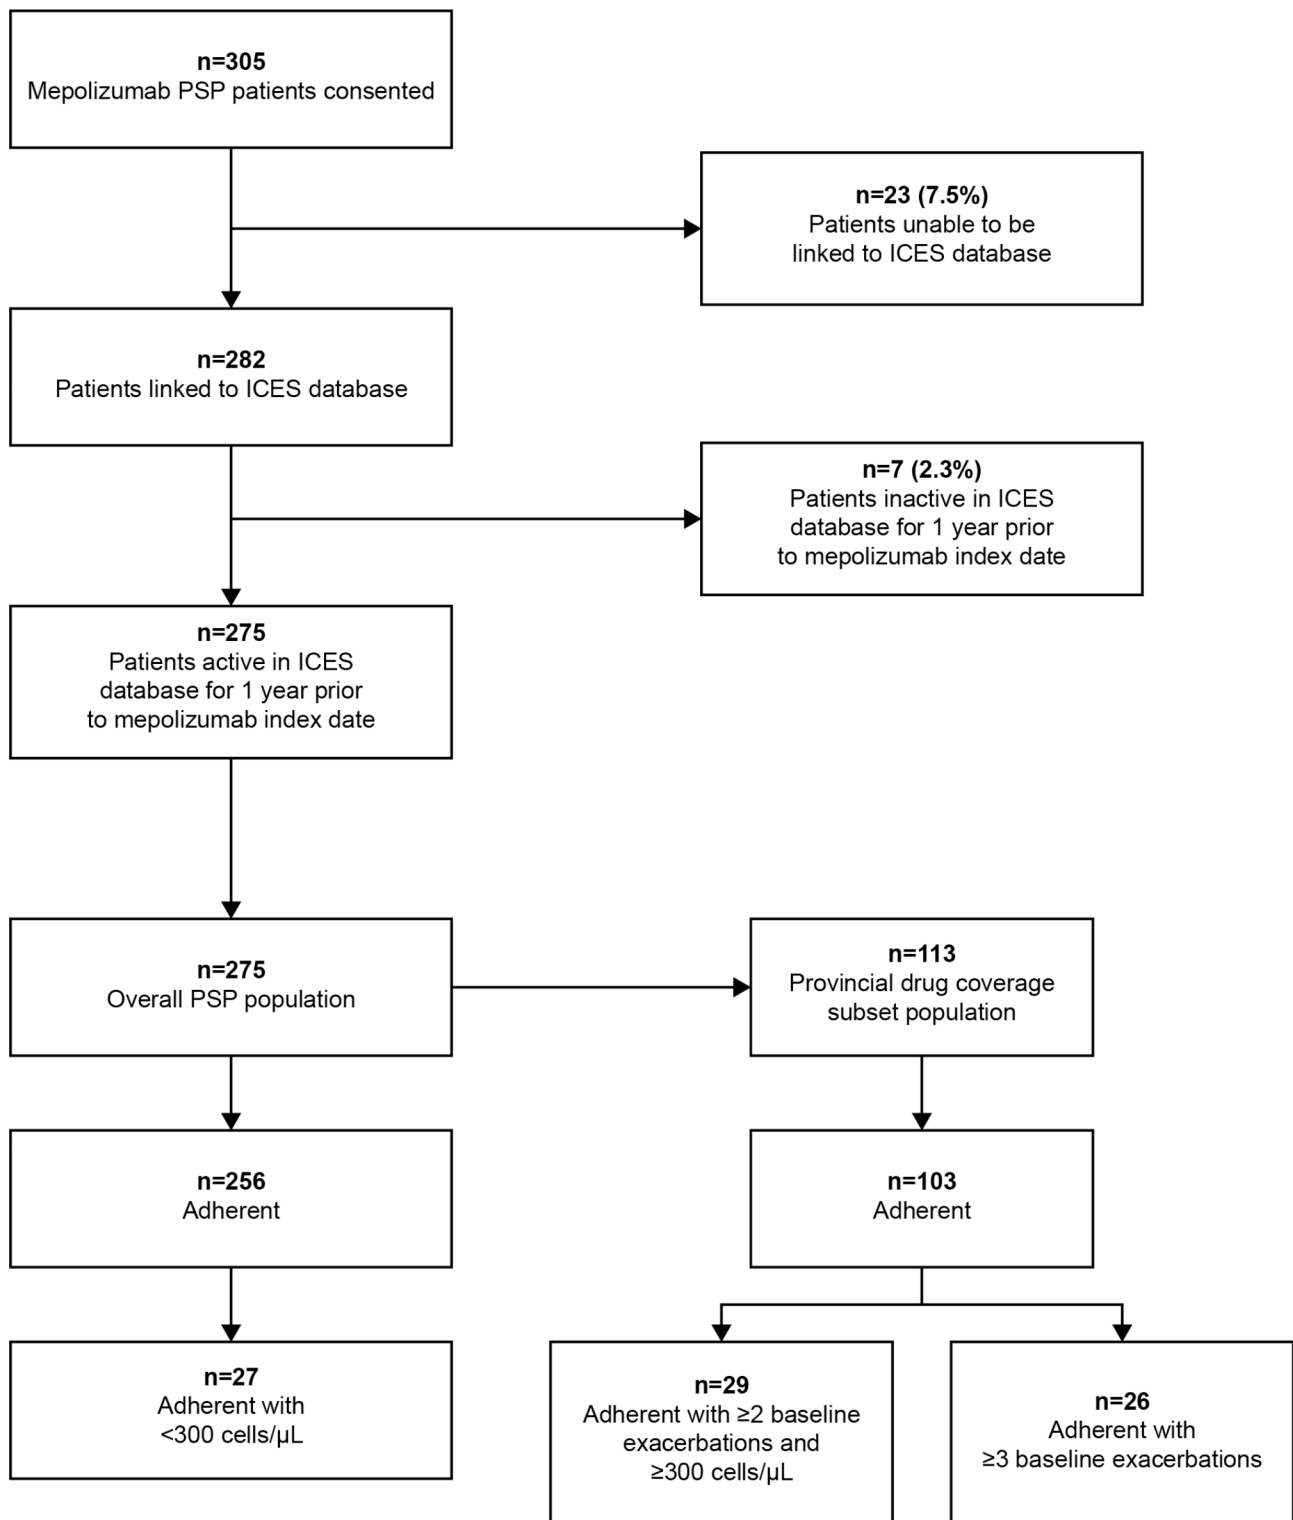 n=305
Mepolizumab PSP patients consented
n=23 (7.5%)
Patients unable to be
linked to ICES database
n=282
Patients linked to ICES database
n=7 (2.3%)
Patients inactive in ICES
database for 1 year prior
to mepolizumab index date
n=275
Patients active in ICES
database for 1 year prior
to mepolizumab index date
n=275
Overall PSP population
n=113
Provincial drug coverage
subset population
n=256
Adherent
n=103
Adherent
n=27
Adherent with
<300 cells/µL
n=29
Adherent with ≥2 baseline
exacerbations and
≥300 cells/µL
n=26
Adherent with
≥3 baseline exacerbations